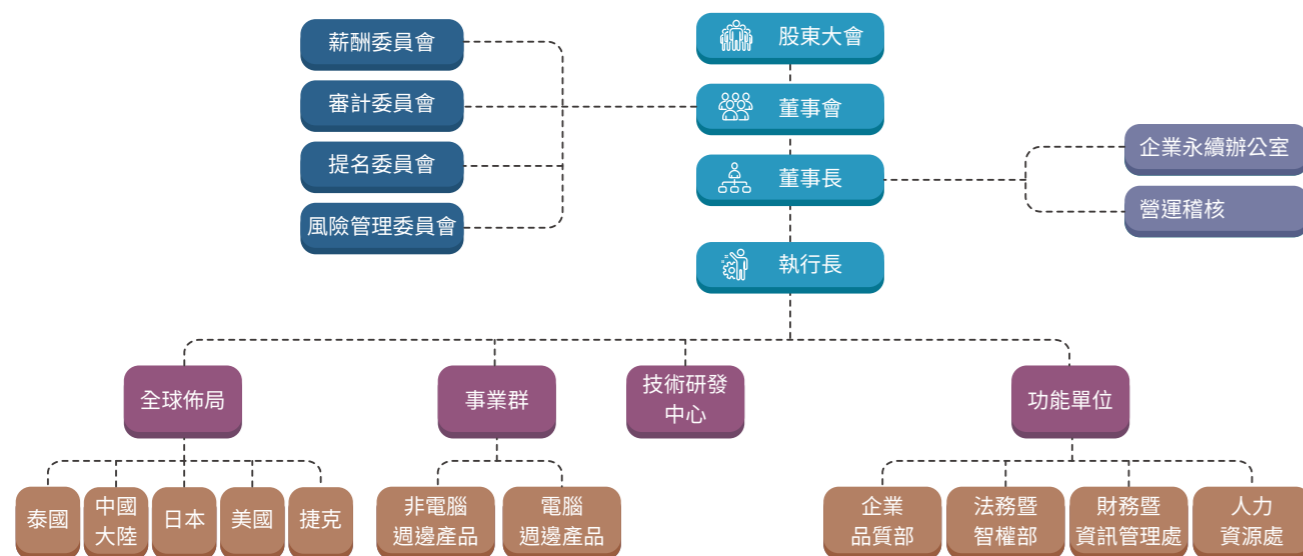 薪酬委員會
審計委員會
提名委員會
風險管理委員會
股東大會
董事會
董事長
執行長
企業永續辦公室
營運稽核
全球佈局
事業群
技術研發
中心
功能單位
泰國
中國
大陸
日本
美國
捷克
非電腦
週邊產品
電腦
週邊產品
企業
品質部
法務暨
智權部
財務暨
資訊管理處
人力
資源處